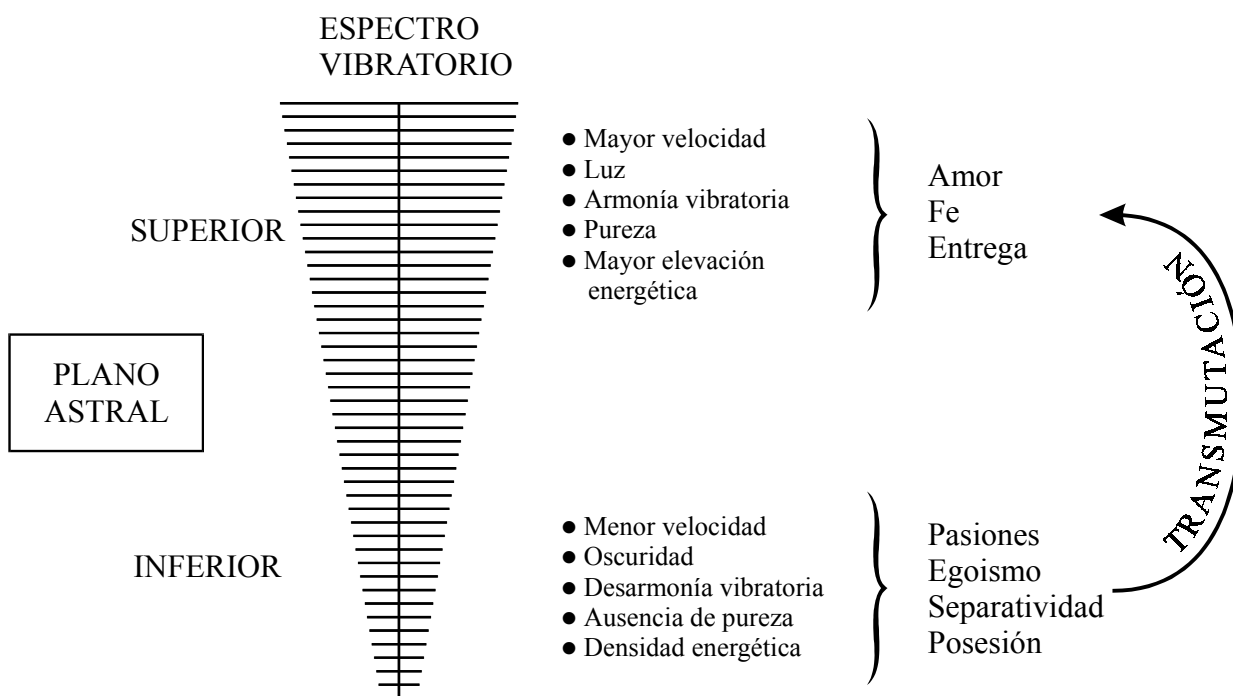 ESPECTRO
VIBRATORIO
SUPERIOR
● Mayor velocidad
● Luz
● Armonía vibratoria
● Pureza
● Mayor elevación
energética
Amor
Fe
Entrega
TRANSMUTACIÓN
PLANO
ASTRAL
INFERIOR
● Menor velocidad
● Oscuridad
● Desarmonía vibratoria
● Ausencia de pureza
● Densidad energética
Pasiones
Egoismo
Separatividad
Posesión